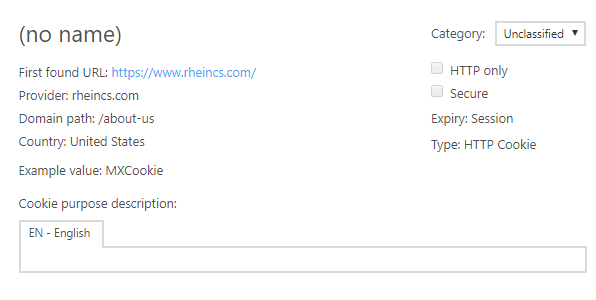 (no name)
Category: Unclassified
First found URL: https://www.rheincs.com/
HTTP only
Provider: rheincs.com
Secure
Domain path: /about-us
Expiry: Session
Country: United States
Type: HTTP Cookie
Example value: MXCookie
Cookie purpose description:
EN - English